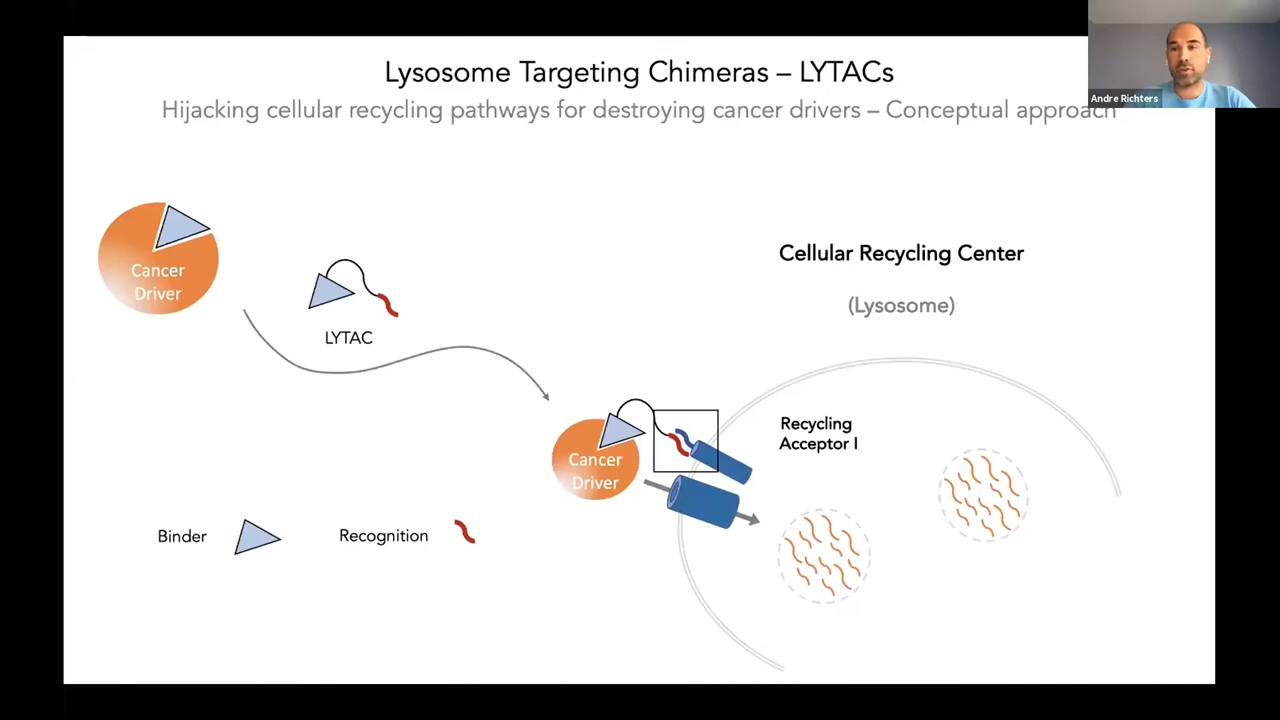 Lysosome Targeting Chimeras – LYTACs
Hijacking cellular recycling pathways for destroying cancer drivers – Conceptual approach
Andre Richters
Cancer
Driver
LYTAC
Cellular Recycling Center
(Lysosome)
Recycling
Acceptor I
Cancer
Driver
Binder
Recognition